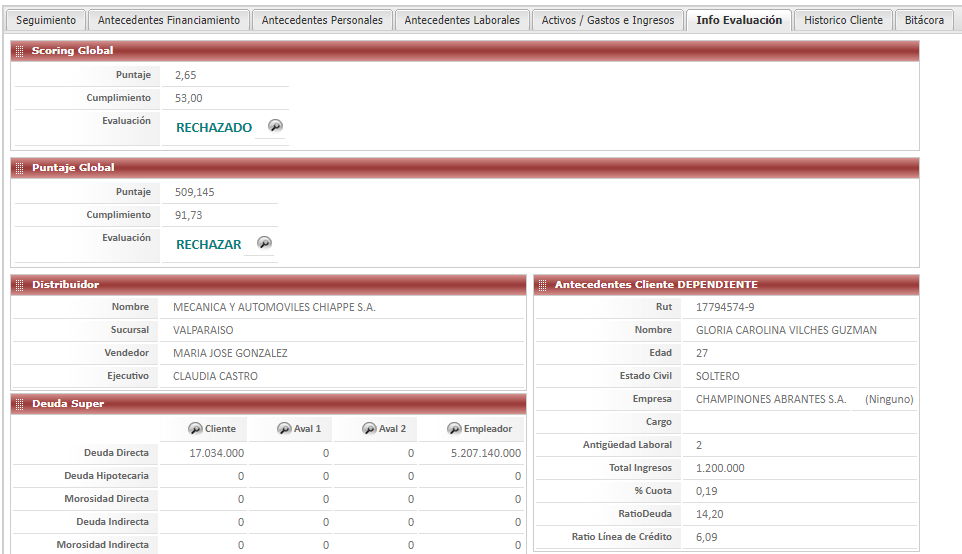 Seguimiento Antecedentes Financiamiento Antecedentes Personales Antecedentes Laborales Activos / Gastos e Ingresos Info Evaluación Historico Cliente Bitácora
Scoring Global
Puntaje 2,65
Cumplimiento 53,00
Evaluación RECHAZADO
Puntaje Global
Puntaje 509,145
Cumplimiento 91,73
Evaluación RECHAZAR
Distribuidor
Nombre MECANICA Y AUTOMOVILES CHIAPPE S.A.
Sucursal VALPARAISO
Vendedor MARIA JOSE GONZALEZ
Ejecutivo CLAUDIA CASTRO
Deuda Super
Cliente Aval 1 Aval 2 Empleador
Deuda Directa 17.034.000 0 0 5.207.140.000
Deuda Hipotecaria 0 0 0 0
Morosidad Directa 0 0 0 0
Deuda Indirecta 0 0 0 0
Morosidad Indirecta 0 0 0 0
Antecedentes Cliente DEPENDIENTE
Rut 17794574-9
Nombre GLORIA CAROLINA VILCHES GUZMAN
Edad 27
Estado Civil SOLTERO
Empresa CHAMPINONES ABRANTES S.A. (Ninguno)
Cargo
Antigüedad Laboral 2
Total Ingresos 1.200.000
% Cuota 0,19
RatioDeuda 14,20
Ratio Línea de Crédito 6,09